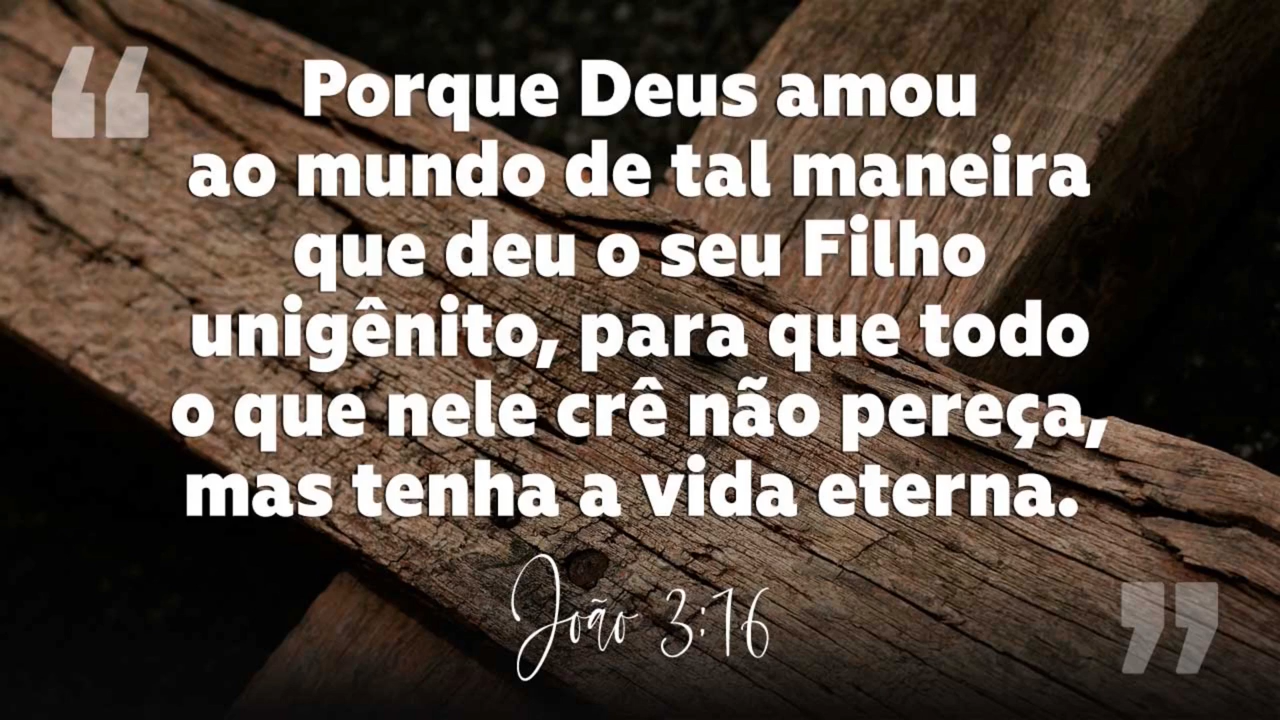 Porque Deus amou
ao mundo de tal maneira
que deu o seu Filho
unigênito, para que todo
o que nele crê não pereça,
mas tenha a vida eterna.
João 3:16